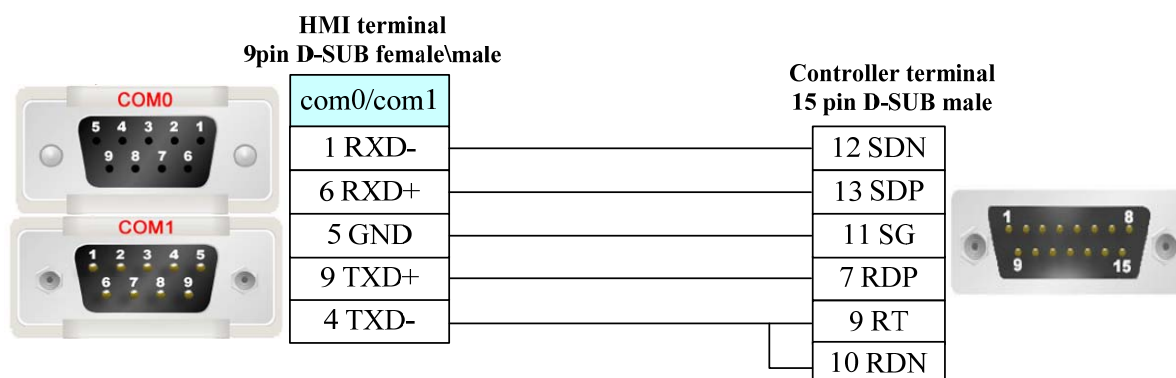 HMI terminal
9pin D-SUB female\male
com0/com1
1 RXD-
6 RXD+
5 GND
9 TXD+
4 TXD-
Controller terminal
15 pin D-SUB male
12 SDN
13 SDP
11 SG
7 RDP
9 RT
10 RDN
COM0
5 4 3 2 1
9 8 7 6
COM1
1 2 3 4 5
6 7 8 9
1 8
9 15